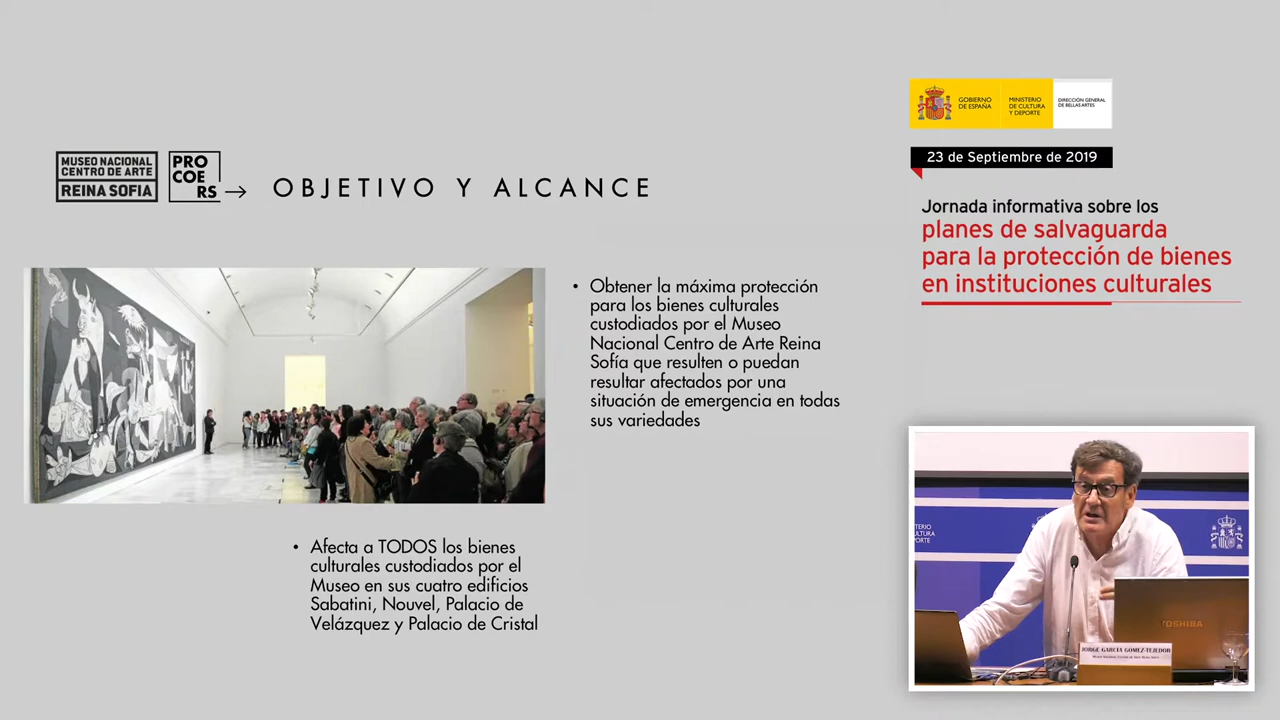 MUSEO NACIONAL
CENTRO DE ARTE
REINA SOFIA
PRO
COE
RS
OBJETIVO Y ALCANCE
• Obtener la máxima protección
para los bienes culturales
custodiados por el Museo
Nacional Centro de Arte Reina
Sofía que resulten o puedan
resultar afectados por una
situación de emergencia en todas
sus variedades
• Afecta a TODOS los bienes
culturales custodiados por el
Museo en sus cuatro edificios
Sabatini, Nouvel, Palacio de
Velázquez y Palacio de Cristal
GOBIERNO
DE ESPAÑA
MINISTERIO
DE CULTURA
Y DEPORTE
DIRECCIÓN GENERAL
DE BELLAS ARTES
23 de Septiembre de 2019
Jornada informativa sobre los
planes de salvaguarda
para la protección de bienes
en instituciones culturales
TERIO
ULTURA
PORTE
TOSHIBA
JORGE GARCÍA GÓMEZ-TEJEDOR